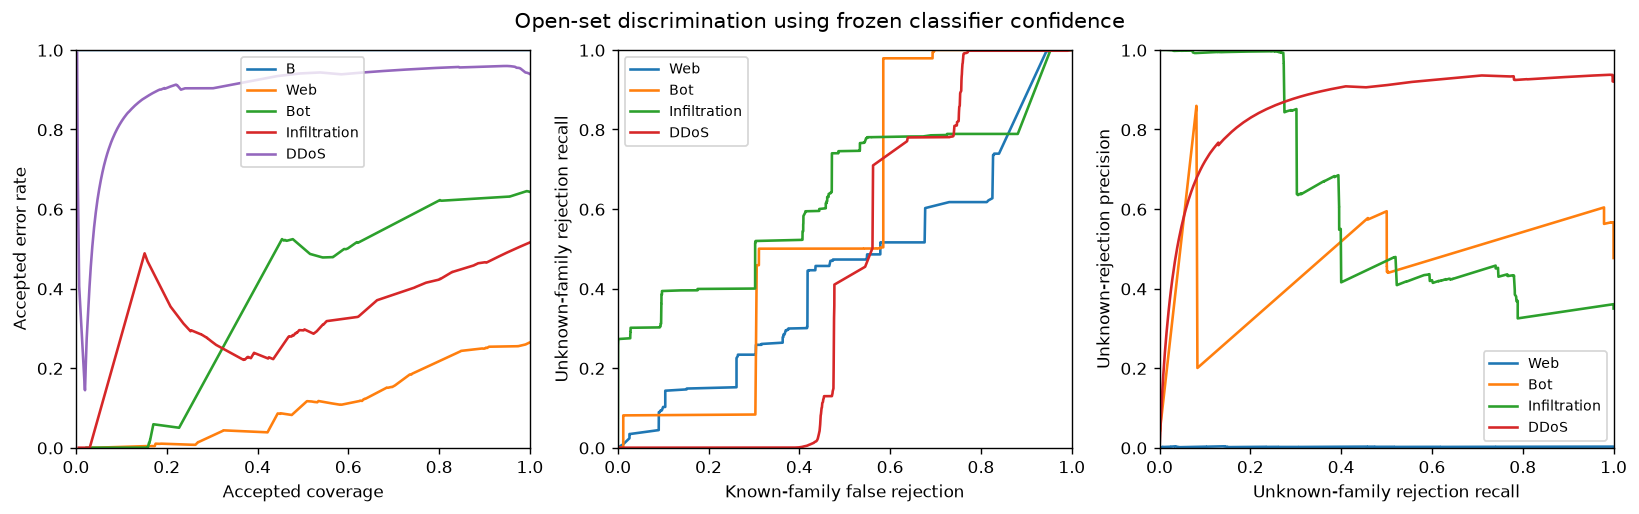 Open-set discrimination using frozen classifier confidence
Accepted error rate
1.0
0.8
0.6
0.4
0.2
0.0
B
Web
Bot
Infiltration
DDoS
0.0 0.2 0.4 0.6 0.8 1.0
Accepted coverage
Unknown-family rejection recall
1.0
0.8
0.6
0.4
0.2
0.0
Web
Bot
Infiltration
DDoS
0.0 0.2 0.4 0.6 0.8 1.0
Known-family false rejection
Unknown-rejection precision
1.0
0.8
0.6
0.4
0.2
0.0
Web
Bot
Infiltration
DDoS
0.0 0.2 0.4 0.6 0.8 1.0
Unknown-family rejection recall